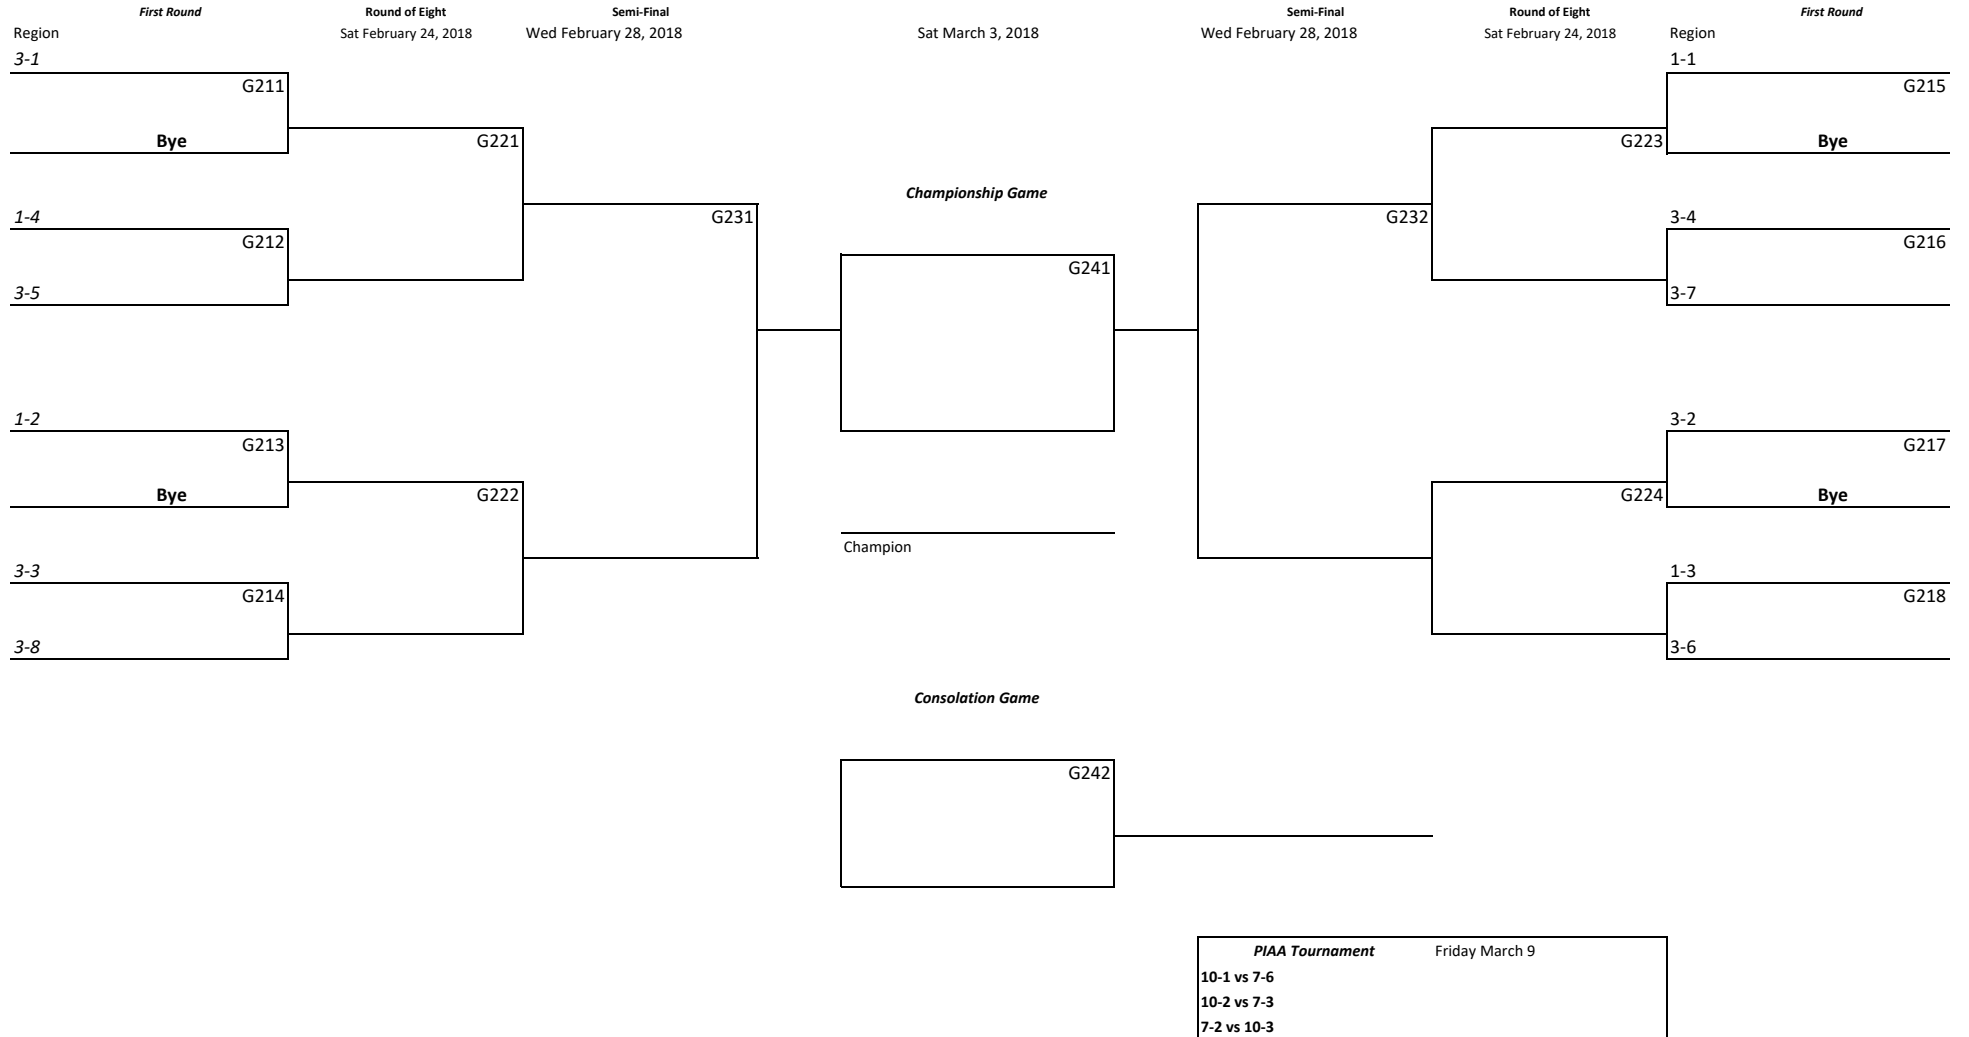 First Round Round of Eight Semi-Final Semi-Final Round of Eight First Round
Region Sat February 24, 2018 Wed February 28, 2018 Sat March 3, 2018 Wed February 28, 2018 Sat February 24, 2018 Region
3-1 1-1
G211 G215
Bye G221 G223 Bye
Championship Game
1-4 G231 G232 3-4
G212 G216
G241
3-5 3-7
1-2 3-2
G213 G217
Bye G222 G224 Bye
Champion
3-3 1-3
G214 G218
3-8 3-6
Consolation Game
G242
PIAA Tournament Friday March 9
10-1 vs 7-6
10-2 vs 7-3
7-2 vs 10-3